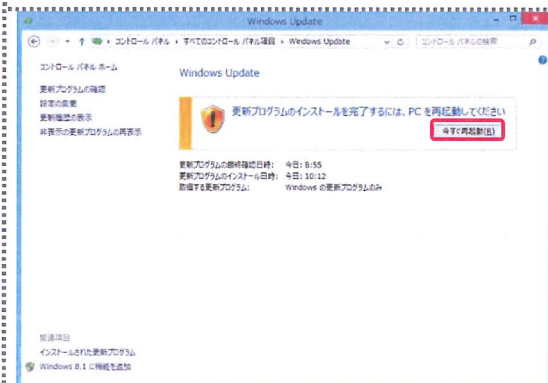 Windows Update
コントロール パネル ▸ すべてのコントロール パネル項目 ▸ Windows Update
コントロール パネルの検索
コントロール パネル ホーム
更新プログラムの確認
設定の変更
更新履歴の表示
非表示の更新プログラムの再表示
Windows Update
更新プログラムのインストールを完了するには、PC を再起動してください
今すぐ再起動(R)
更新プログラムの最終確認日時: 今日: 8:55
更新プログラムのインストール日時: 今日: 10:12
取得する更新プログラム: Windows の更新プログラムのみ
関連項目
インストールされた更新プログラム
Windows 8.1 に機能を追加